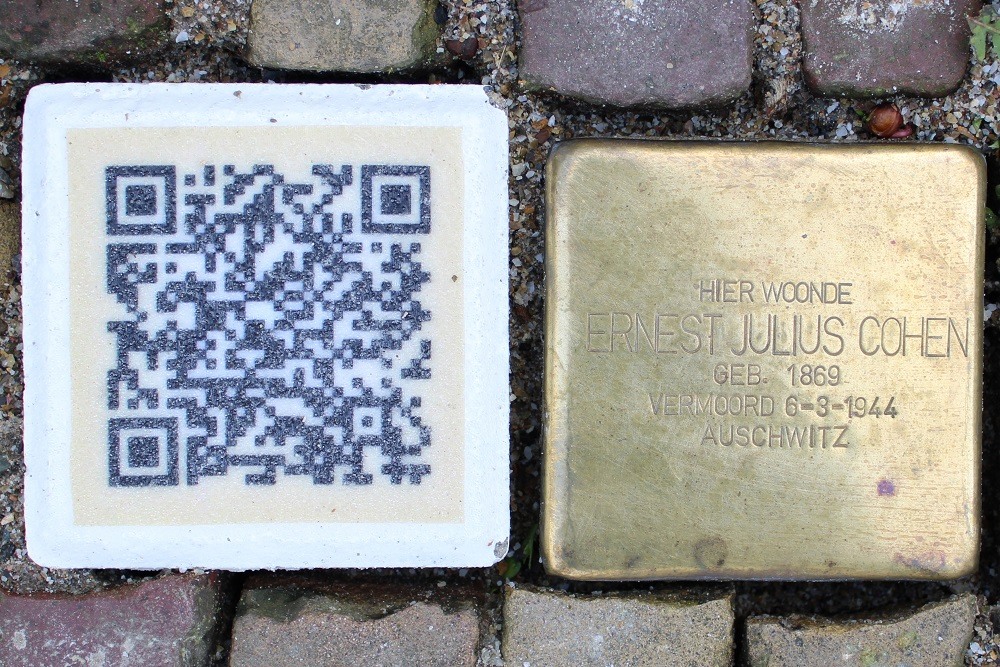 HIER WOONDE
ERNEST JULIUS COHEN
GEB. 1869
VERMOORD 6-3-1944
AUSCHWITZ